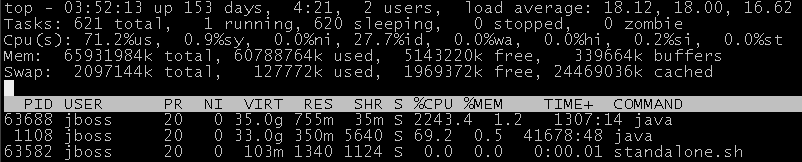 top - 03:52:13 up 153 days,  4:21,  2 users,  load average: 18.12, 18.00, 16.62
Tasks: 621 total,   1 running, 620 sleeping,   0 stopped,   0 zombie
Cpu(s): 71.2%us,  0.9%sy,  0.0%ni, 27.7%id,  0.0%wa,  0.0%hi,  0.2%si,  0.0%st
Mem:  65931984k total, 60788764k used,  5143220k free,   339664k buffers
Swap:  2097144k total,   127772k used,  1969372k free, 24469036k cached
PID USER      PR  NI  VIRT  RES  SHR S %CPU %MEM    TIME+  COMMAND
63688 jboss     20   0 35.0g 755m  35m S 2243.4  1.2   1307:14 java
1108 jboss     20   0 33.0g 350m 5640 S 69.2  0.5  41678:48 java
63582 jboss     20   0  103m 1340 1124 S  0.0  0.0   0:00.01 standalone.sh